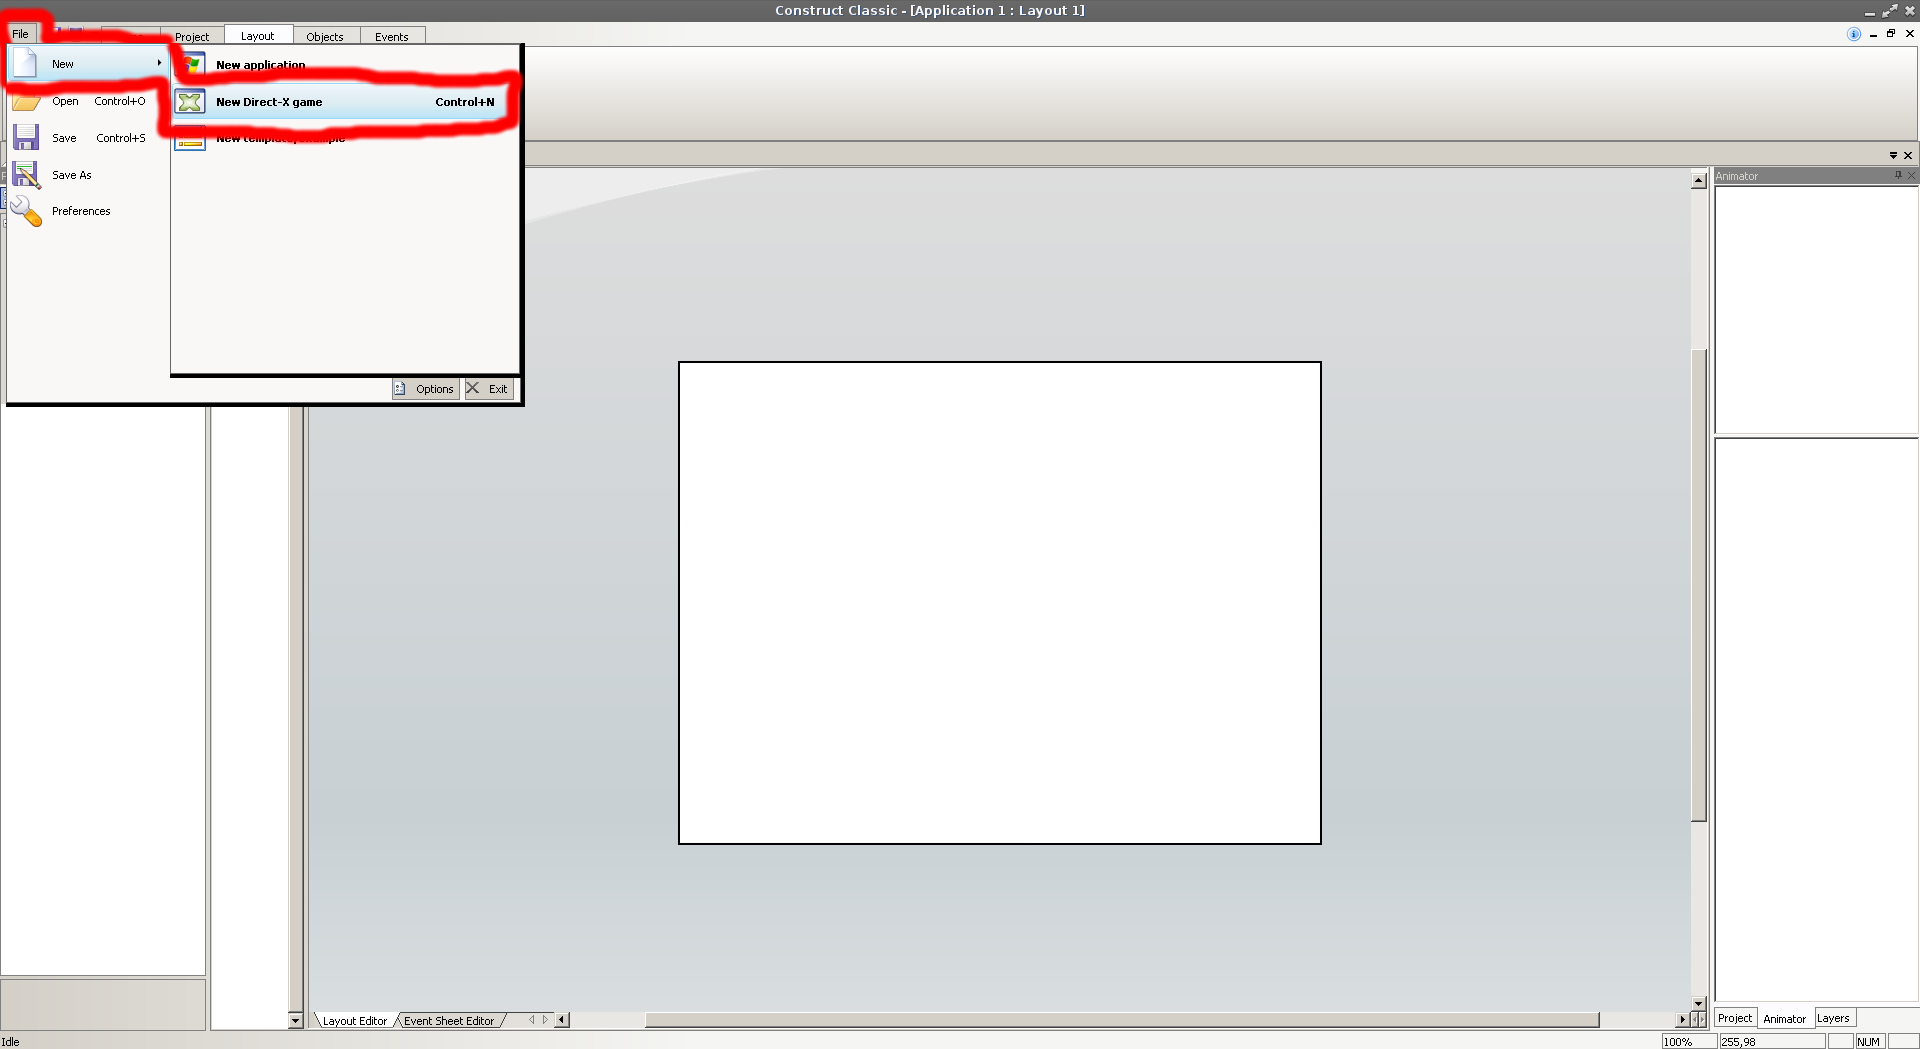 Construct Classic - [Application 1 : Layout 1]
File
Project
Layout
Objects
Events
New
New application
Open Control+O
New Direct-X game Control+N
Save Control+S
New template/example
Save As
Preferences
Options
Exit
Animator
Layout Editor
Event Sheet Editor
Project
Animator
Layers
Idle
100%
255,98
NUM